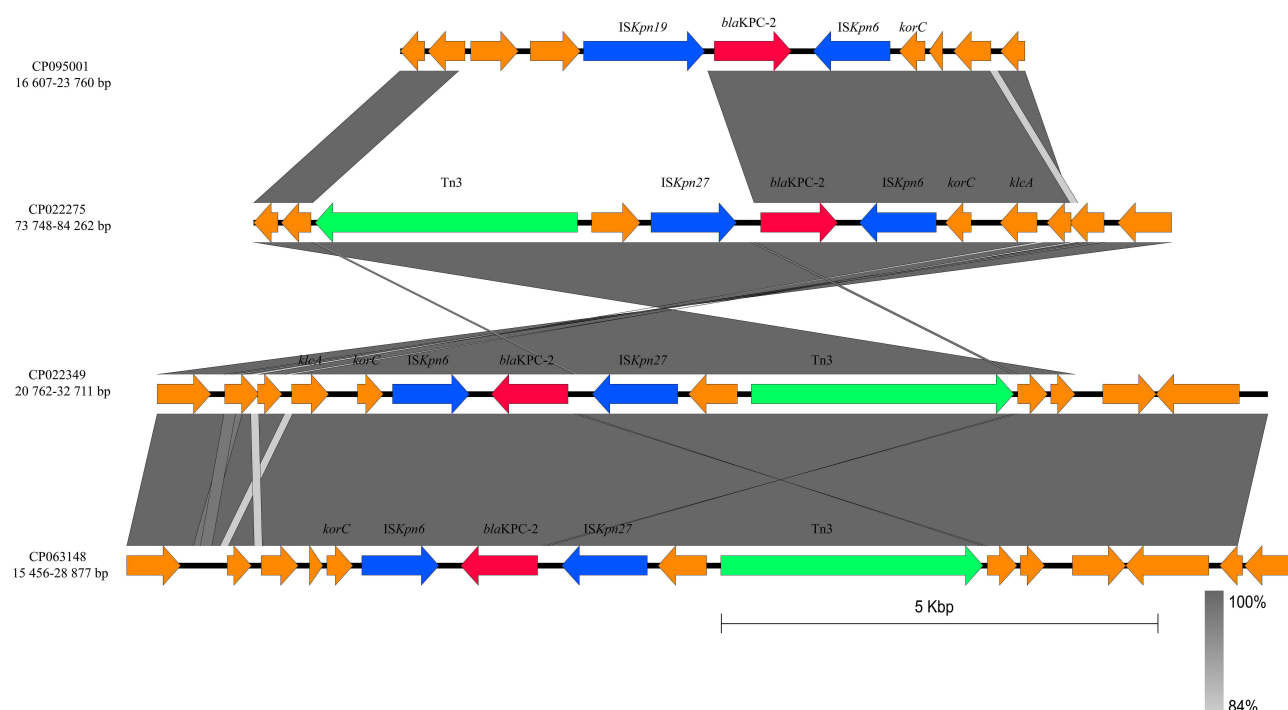 ISKpn19 blaKPC-2 ISKpn6 korC
CP095001
16 607-23 760 bp
Tn3 ISKpn27 blaKPC-2 ISKpn6 korC klcA
CP022275
73 748-84 262 bp
klcA korC ISKpn6 blaKPC-2 ISKpn27 Tn3
CP022349
20 762-32 711 bp
korC ISKpn6 blaKPC-2 ISKpn27 Tn3
CP063148
15 456-28 877 bp
5 Kbp
100%
84%